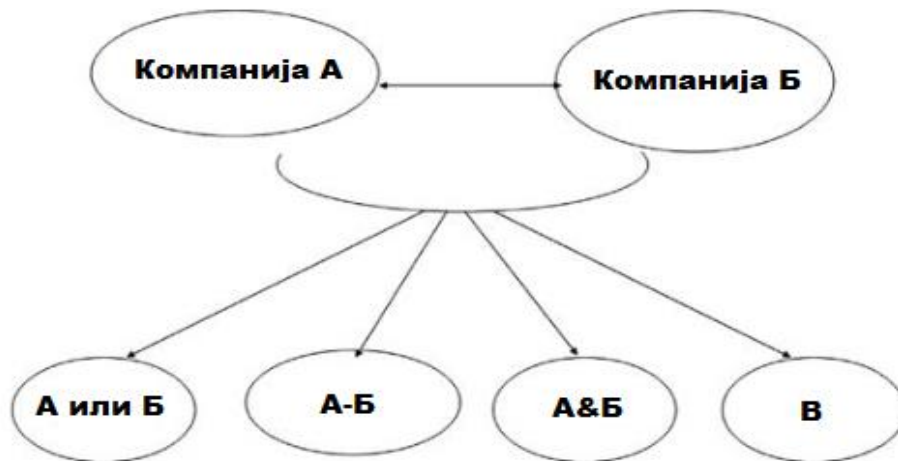 Компанија А
Компанија Б
А или Б
А-Б
А&Б
В